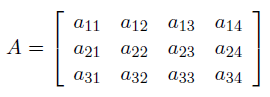 A = [ a11 a12 a13 a14
a21 a22 a23 a24
a31 a32 a33 a34 ]